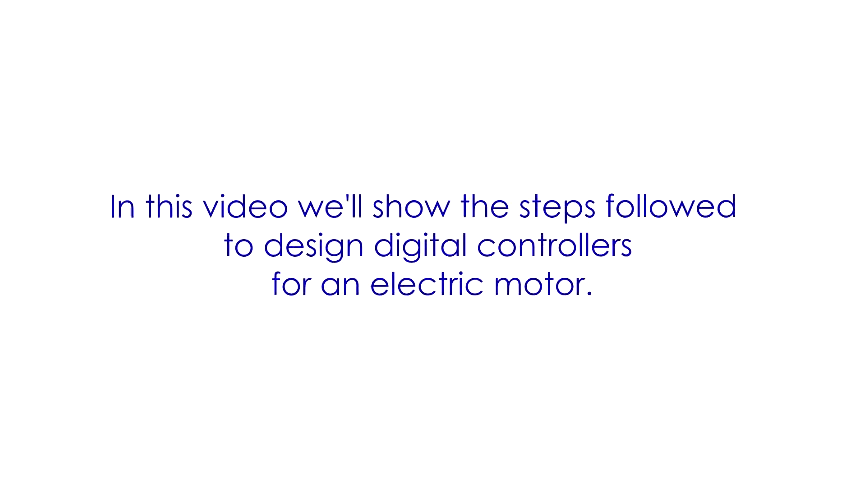 In this video we'll show the steps followed
to design digital controllers
for an electric motor.